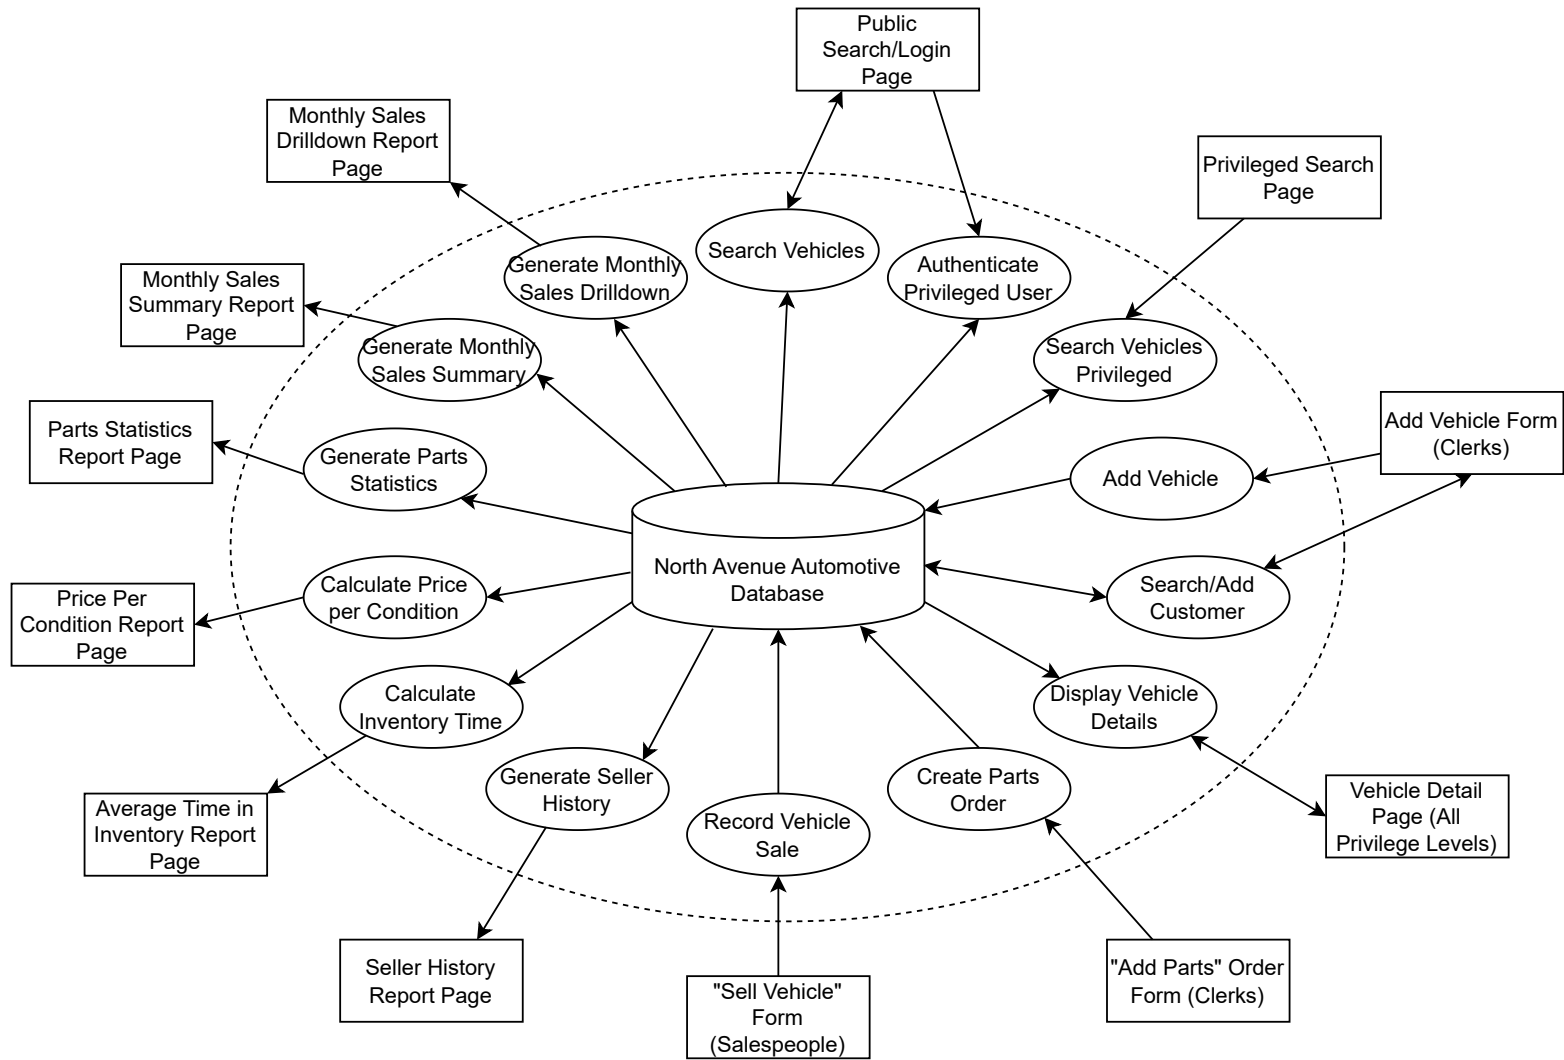 Public
Search/Login
Page
Monthly Sales
Drilldown Report
Page
Privileged Search
Page
Search Vehicles
Generate Monthly
Sales Drilldown
Authenticate
Privileged User
Monthly Sales
Summary Report
Page
Generate Monthly
Sales Summary
Search Vehicles
Privileged
Parts Statistics
Report Page
Generate Parts
Statistics
Add Vehicle
Add Vehicle Form
(Clerks)
North Avenue Automotive
Database
Price Per
Condition Report
Page
Calculate Price
per Condition
Search/Add
Customer
Calculate
Inventory Time
Display Vehicle
Details
Average Time in
Inventory Report
Page
Generate Seller
History
Record Vehicle
Sale
Create Parts
Order
Vehicle Detail
Page (All
Privilege Levels)
Seller History
Report Page
"Sell Vehicle"
Form
(Salespeople)
"Add Parts" Order
Form (Clerks)